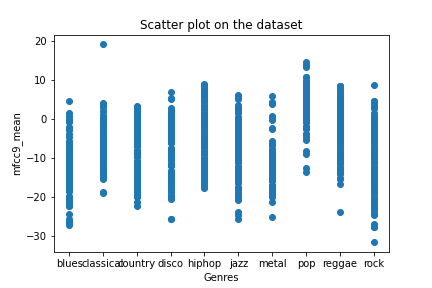 Scatter plot on the dataset
mfcc9_mean
20
10
0
−10
−20
−30
blues classical country disco hiphop jazz metal pop reggae rock
Genres